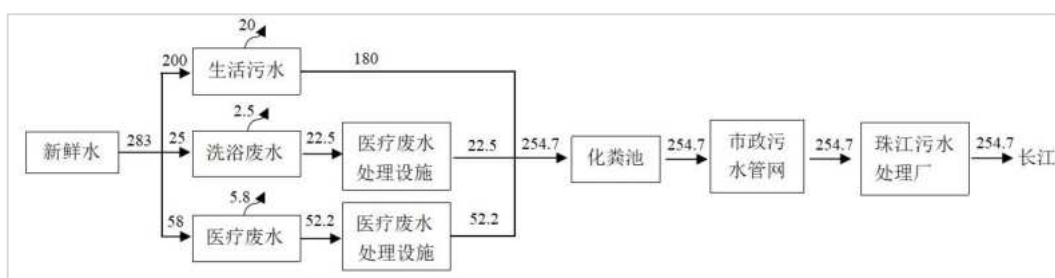 20
200
生活污水
180
新鲜水
283
25
2.5
洗浴废水
22.5
医疗废水
处理设施
22.5
254.7
化粪池
254.7
市政污
水管网
254.7
珠江污水
处理厂
254.7
长江
58
5.8
医疗废水
52.2
医疗废水
处理设施
52.2